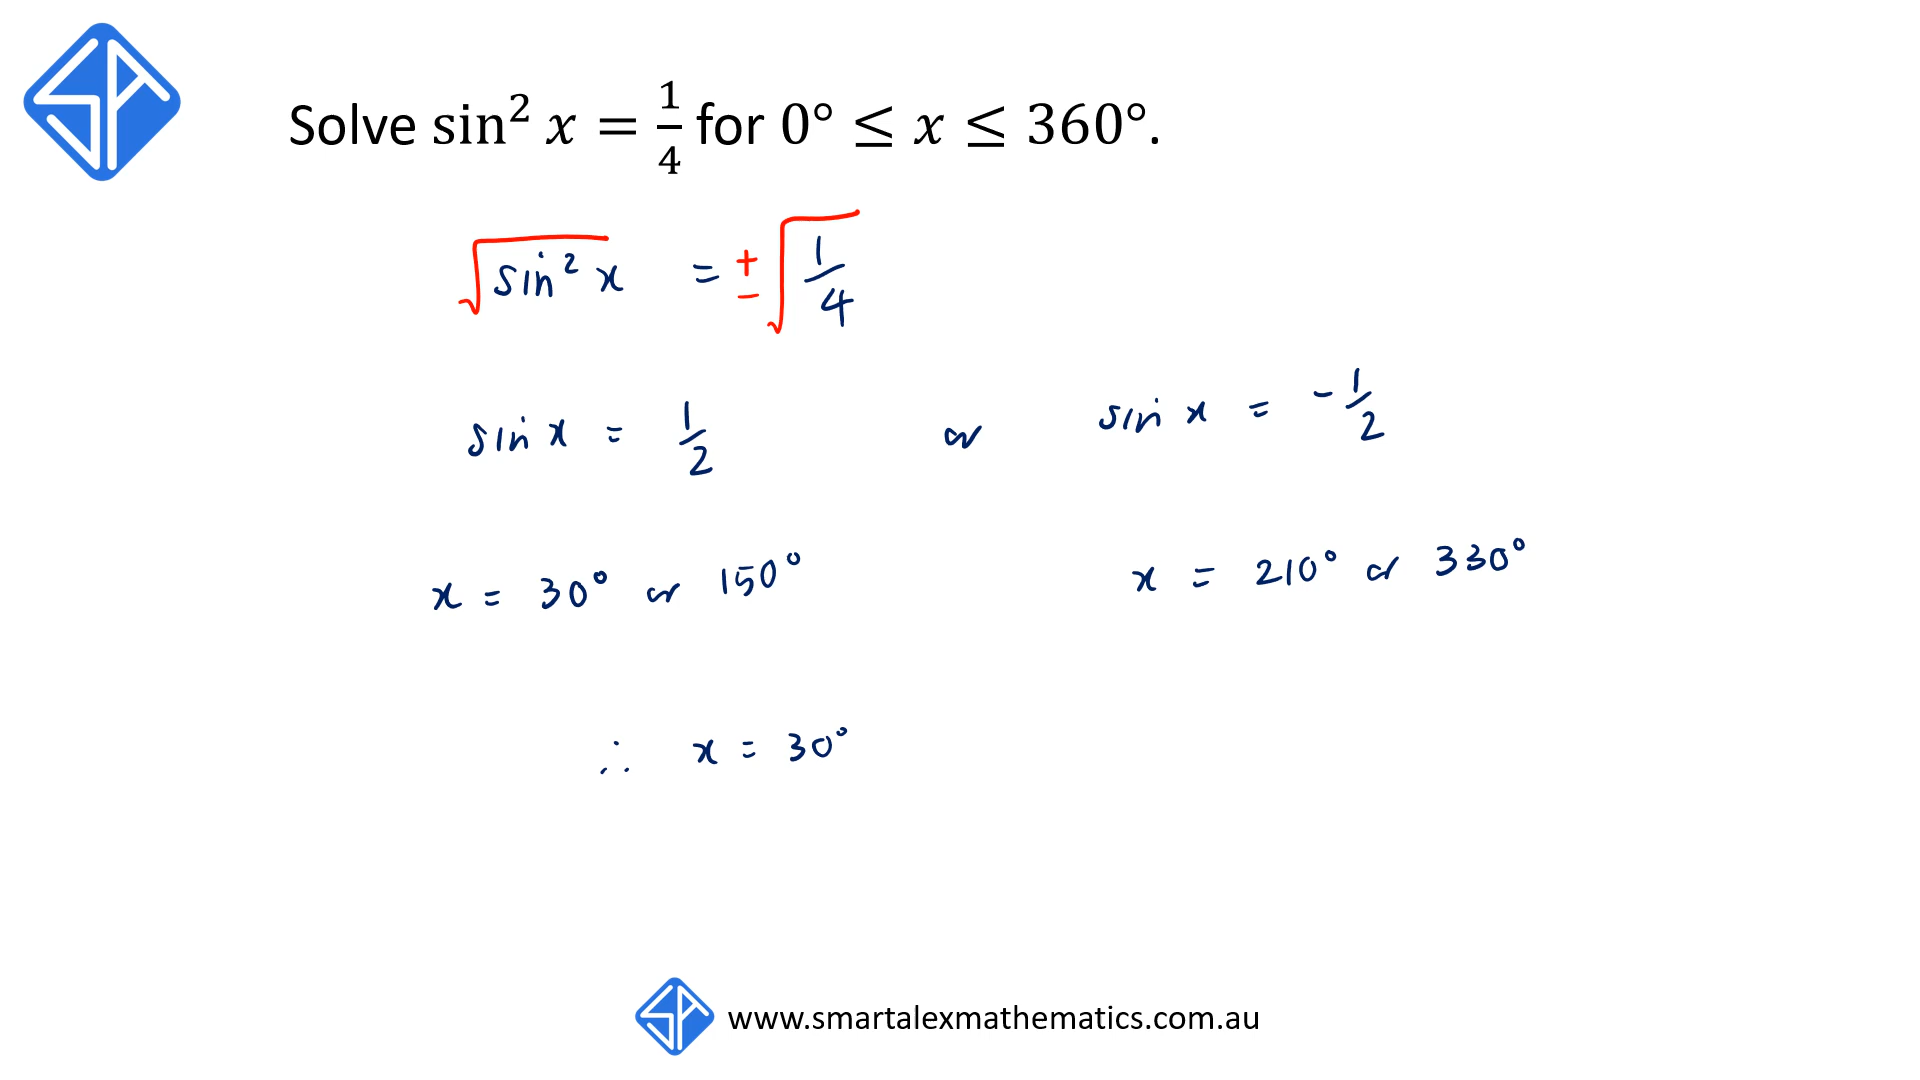 Solve sin² x = 1/4 for 0° ≤ x ≤ 360°.
√sin² x = ± √1/4
sin x = 1/2 or sin x = - 1/2
x = 30° or 150° x = 210° or 330°
∴ x = 30°
www.smartalexmathematics.com.au